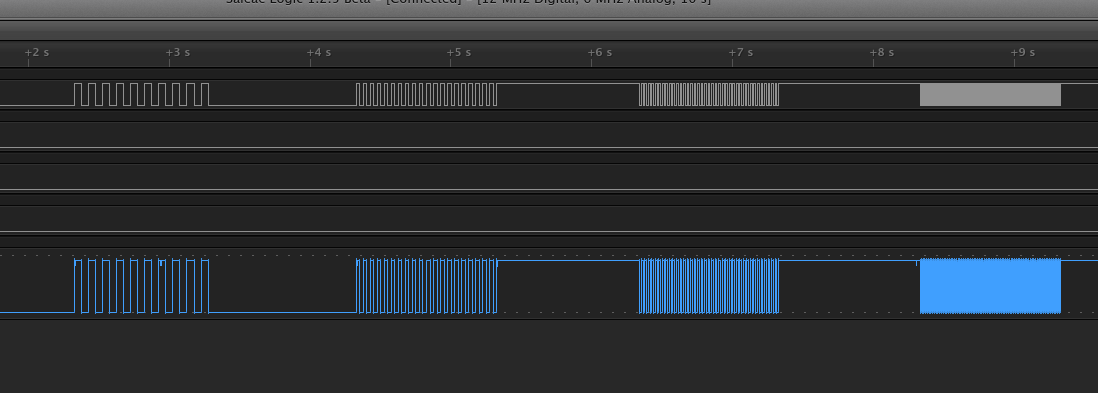 Saleae Logic 1.2.5 Beta - [Connected] - [12 MHz Digital, 6 MHz Analog, 10 s]
+2 s +3 s +4 s +5 s +6 s +7 s +8 s +9 s